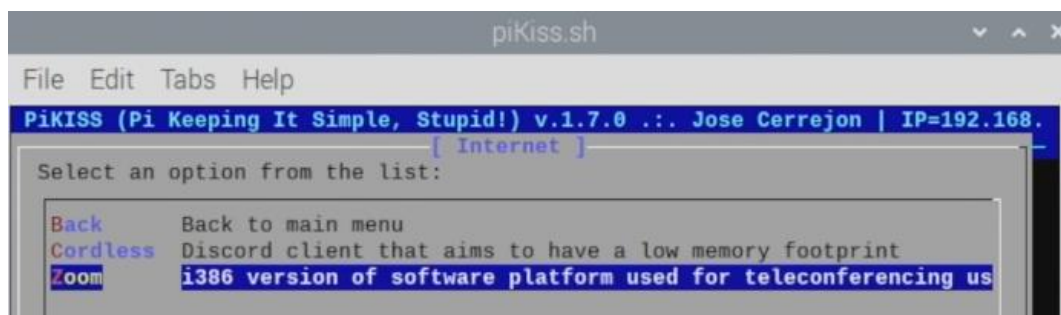 piKiss.sh
File Edit Tabs Help
PiKISS (Pi Keeping It Simple, Stupid!) v.1.7.0 .:. Jose Cerrejon | IP=192.168.
[ Internet ]
Select an option from the list:
Back Back to main menu
Cordless Discord client that aims to have a low memory footprint
Zoom i386 version of software platform used for teleconferencing us